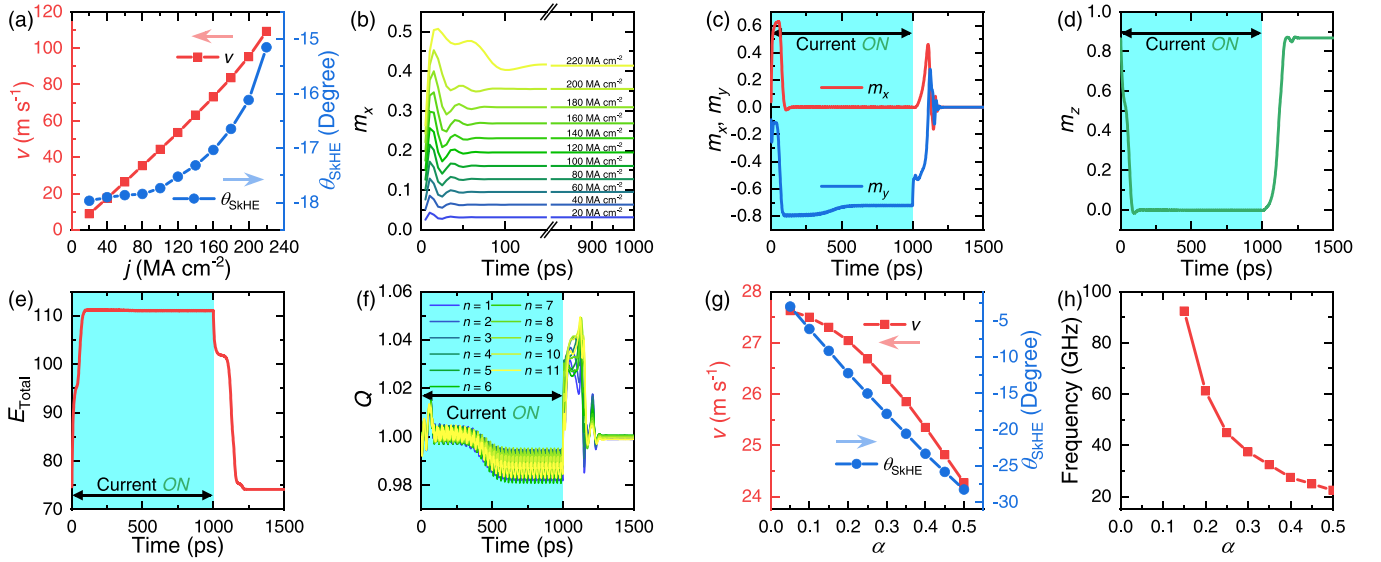 (a)
v (m s⁻¹)
120
100
80
60
40
20
0
v
θSkHE
-15
-16
-17
-18
θSkHE (Degree)
0 40 80 120 160 200 240
j (MA cm⁻²)
(b)
mx
0.5
0.4
0.3
0.2
0.1
0.0
220 MA cm⁻²
200 MA cm⁻²
180 MA cm⁻²
160 MA cm⁻²
140 MA cm⁻²
120 MA cm⁻²
100 MA cm⁻²
80 MA cm⁻²
60 MA cm⁻²
40 MA cm⁻²
20 MA cm⁻²
0 100 900 1000
Time (ps)
(c)
mx, my
0.6
0.4
0.2
0.0
-0.2
-0.4
-0.6
-0.8
Current ON
mx
my
0 500 1000 1500
Time (ps)
(d)
mz
1.0
0.8
0.6
0.4
0.2
0.0
Current ON
0 500 1000 1500
Time (ps)
(e)
ETotal
110
100
90
80
70
Current ON
0 500 1000 1500
Time (ps)
(f)
Q
1.06
1.04
1.02
1.00
0.98
n = 1 n = 7
n = 2 n = 8
n = 3 n = 9
n = 4 n = 10
n = 5 n = 11
n = 6
Current ON
0 500 1000 1500
Time (ps)
(g)
v (m s⁻¹)
28
27
26
25
24
v
θSkHE
-5
-10
-15
-20
-25
-30
θSkHE (Degree)
0.0 0.1 0.2 0.3 0.4 0.5
α
(h)
Frequency (GHz)
100
80
60
40
20
0.0 0.1 0.2 0.3 0.4 0.5
α